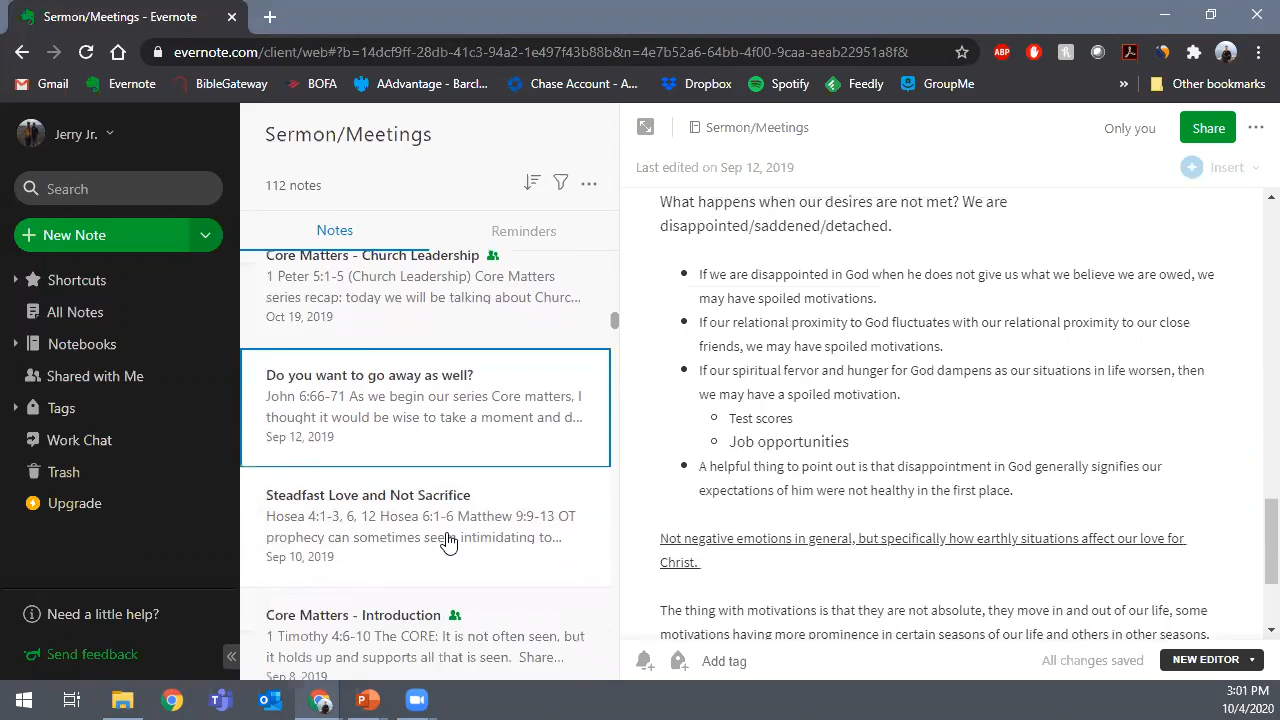 Sermon/Meetings - Evernote
evernote.com/client/web#?b=14dcf9ff-28db-41c3-94a2-1e497f43b88b&n=4e7b52a6-64bb-4f00-9caa-aeab22951a8f&
ABP
Gmail
Evernote
BibleGateway
BOFA
AAdvantage - Barcl...
Chase Account - A...
Dropbox
Spotify
Feedly
GroupMe
»
Other bookmarks
Jerry Jr.
Search
New Note
Shortcuts
All Notes
Notebooks
Shared with Me
Tags
Work Chat
Trash
Upgrade
Need a little help?
Send feedback
Sermon/Meetings
112 notes
Notes
Reminders
Core Matters - Church Leadership
1 Peter 5:1-5 (Church Leadership) Core Matters
series recap: today we will be talking about Churc...
Oct 19, 2019
Do you want to go away as well?
John 6:66-71 As we begin our series Core matters, I
thought it would be wise to take a moment and d...
Sep 12, 2019
Steadfast Love and Not Sacrifice
Hosea 4:1-3, 6, 12 Hosea 6:1-6 Matthew 9:9-13 OT
prophecy can sometimes seem intimidating to...
Sep 10, 2019
Core Matters - Introduction
1 Timothy 4:6-10 The CORE: It is not often seen, but
it holds up and supports all that is seen. Share...
Sep 8, 2019
Sermon/Meetings
Only you
Share
Last edited on Sep 12, 2019
Insert
What happens when our desires are not met? We are
disappointed/saddened/detached.
If we are disappointed in God when he does not give us what we believe we are owed, we
may have spoiled motivations.
If our relational proximity to God fluctuates with our relational proximity to our close
friends, we may have spoiled motivations.
If our spiritual fervor and hunger for God dampens as our situations in life worsen, then
we may have a spoiled motivation.
Test scores
Job opportunities
A helpful thing to point out is that disappointment in God generally signifies our
expectations of him were not healthy in the first place.
Not negative emotions in general, but specifically how earthly situations affect our love for
Christ.
The thing with motivations is that they are not absolute, they move in and out of our life, some
motivations having more prominence in certain seasons of our life and others in other seasons.
Add tag
All changes saved
NEW EDITOR
3:01 PM
10/4/2020